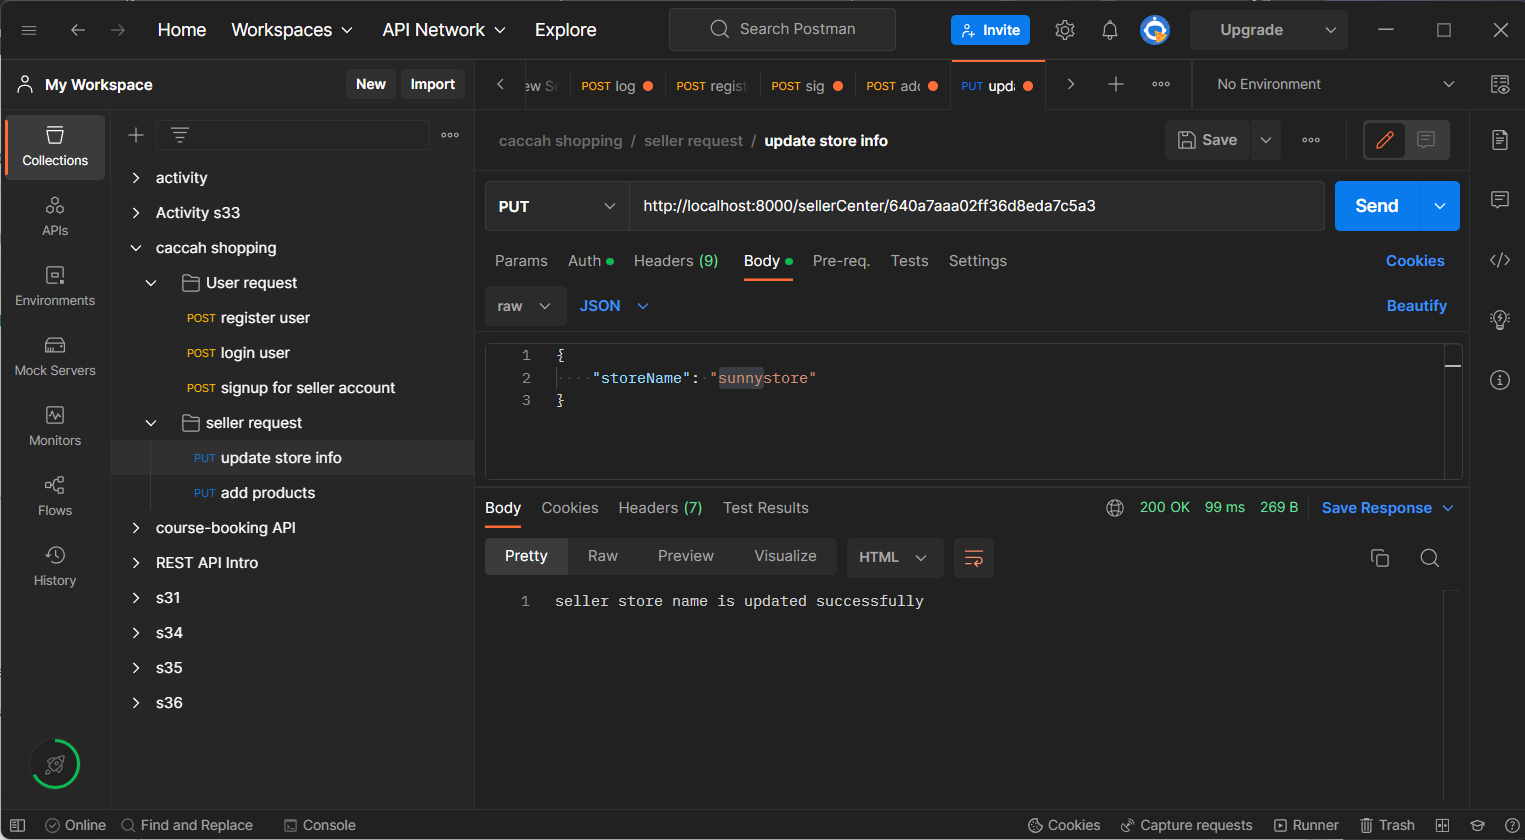 Home Workspaces API Network Explore Search Postman Invite Upgrade
My Workspace New Import
ew Se POST log POST regist POST sig POST add PUT upda No Environment
Collections
APIs
Environments
Mock Servers
Monitors
Flows
History
activity
Activity s33
caccah shopping
User request
POST register user
POST login user
POST signup for seller account
seller request
PUT update store info
PUT add products
course-booking API
REST API Intro
s31
s34
s35
s36
caccah shopping / seller request / update store info Save
PUT http://localhost:8000/sellerCenter/640a7aaa02ff36d8eda7c5a3 Send
Params Auth Headers (9) Body Pre-req. Tests Settings Cookies
raw JSON Beautify
1 {
2 "storeName": "sunnystore"
3 }
Body Cookies Headers (7) Test Results 200 OK 99 ms 269 B Save Response
Pretty Raw Preview Visualize HTML
1 seller store name is updated successfully
Online Find and Replace Console Cookies Capture requests Runner Trash